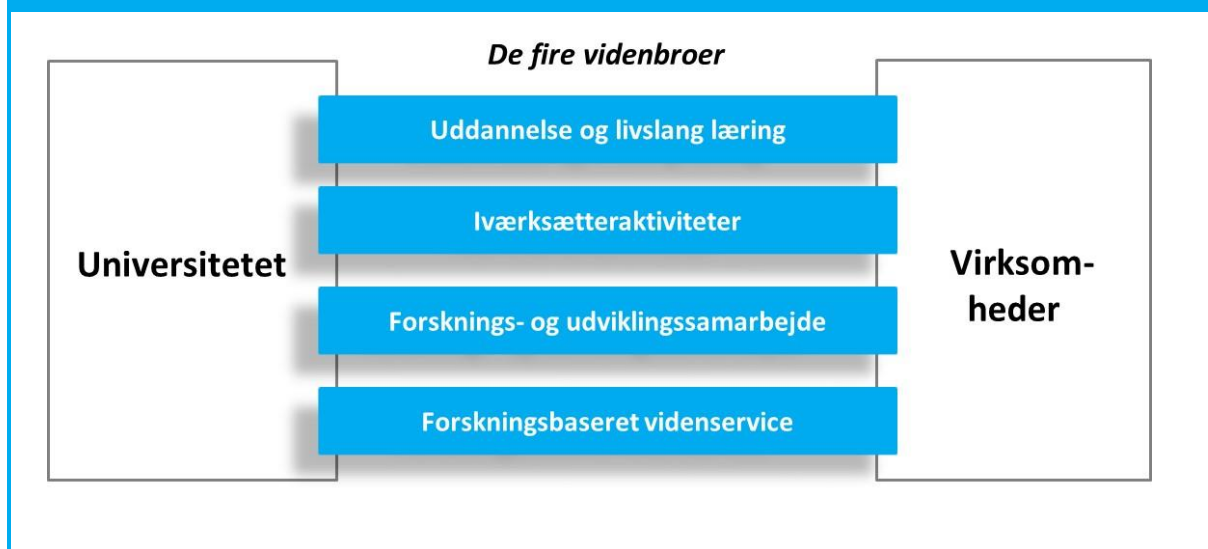 De fire videnbroer
Uddannelse og livslang læring
Iværksætteraktiviteter
Universitetet
Virksom-
heder
Forsknings- og udviklingssamarbejde
Forskningsbaseret videnservice